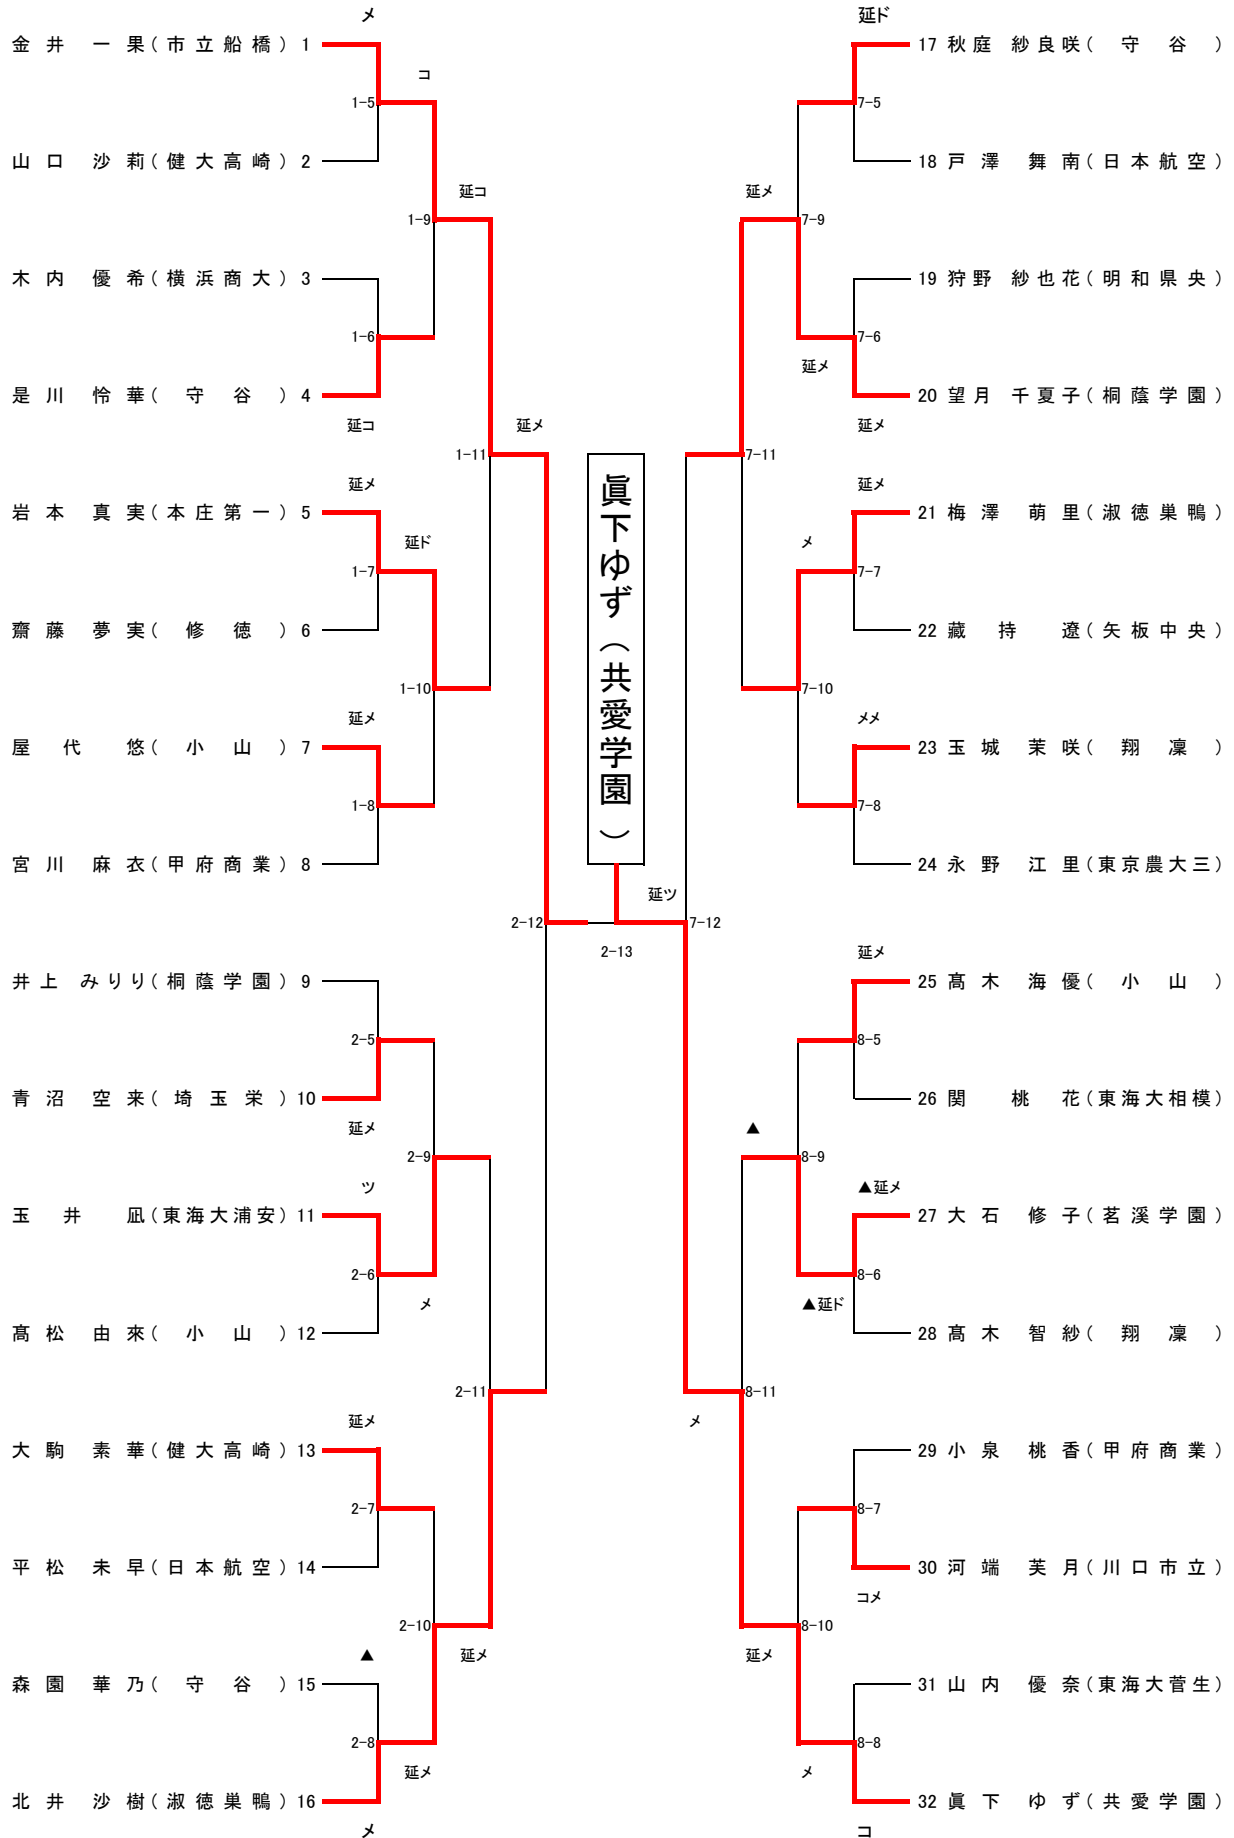 メ
金井 一果(市立船橋) 1
コ
1-5
山口 沙莉(健大高崎) 2
延コ
1-9
木内 優希(横浜商大) 3
1-6
是川 怜華(守谷) 4
延コ
延メ
1-11
延メ
岩本 真実(本庄第一) 5
延ド
1-7
齋藤 夢実(修徳) 6
1-10
延メ
屋代 悠(小山) 7
1-8
宮川 麻衣(甲府商業) 8
2-12
井上 みりり(桐蔭学園) 9
2-5
青沼 空来(埼玉栄) 10
延メ
2-9
ツ
玉井 凪(東海大浦安) 11
2-6
メ
髙松 由來(小山) 12
2-11
延メ
大駒 素華(健大高崎) 13
2-7
平松 未早(日本航空) 14
2-10
延メ
▲
森園 華乃(守谷) 15
2-8
延メ
北井 沙樹(淑徳巣鴨) 16
メ
眞下ゆず(共愛学園)
延ツ
2-13
延ド
17 秋庭 紗良咲(守谷)
7-5
18 戸澤 舞南(日本航空)
延メ
7-9
19 狩野 紗也花(明和県央)
7-6
延メ
20 望月 千夏子(桐蔭学園)
延メ
7-11
延メ
21 梅澤 萌里(淑徳巣鴨)
メ
7-7
22 藏持 遼(矢板中央)
7-10
メメ
23 玉城 茉咲(翔凜)
7-8
24 永野 江里(東京農大三)
7-12
延メ
25 髙木 海優(小山)
8-5
26 関 桃花(東海大相模)
▲
8-9
▲延メ
27 大石 修子(茗溪学園)
8-6
▲延ド
28 髙木 智紗(翔凜)
8-11
メ
29 小泉 桃香(甲府商業)
8-7
30 河端 芙月(川口市立)
コメ
8-10
延メ
31 山内 優奈(東海大菅生)
8-8
メ
32 眞下 ゆず(共愛学園)
コ